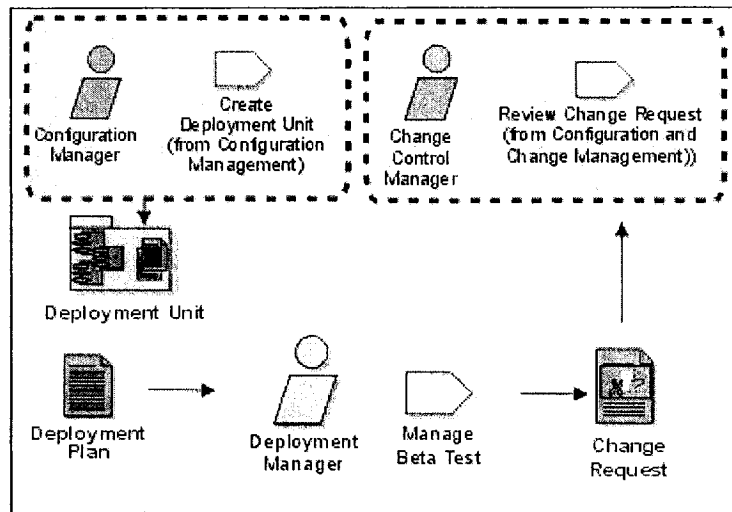 Configuration
Manager
Create
Deployment Unit
(from Configuration
Management)
Change
Control
Manager
Review Change Request
(from Configuration and
Change Management))
Deployment Unit
Deployment
Plan
Deployment
Manager
Manage
Beta Test
Change
Request